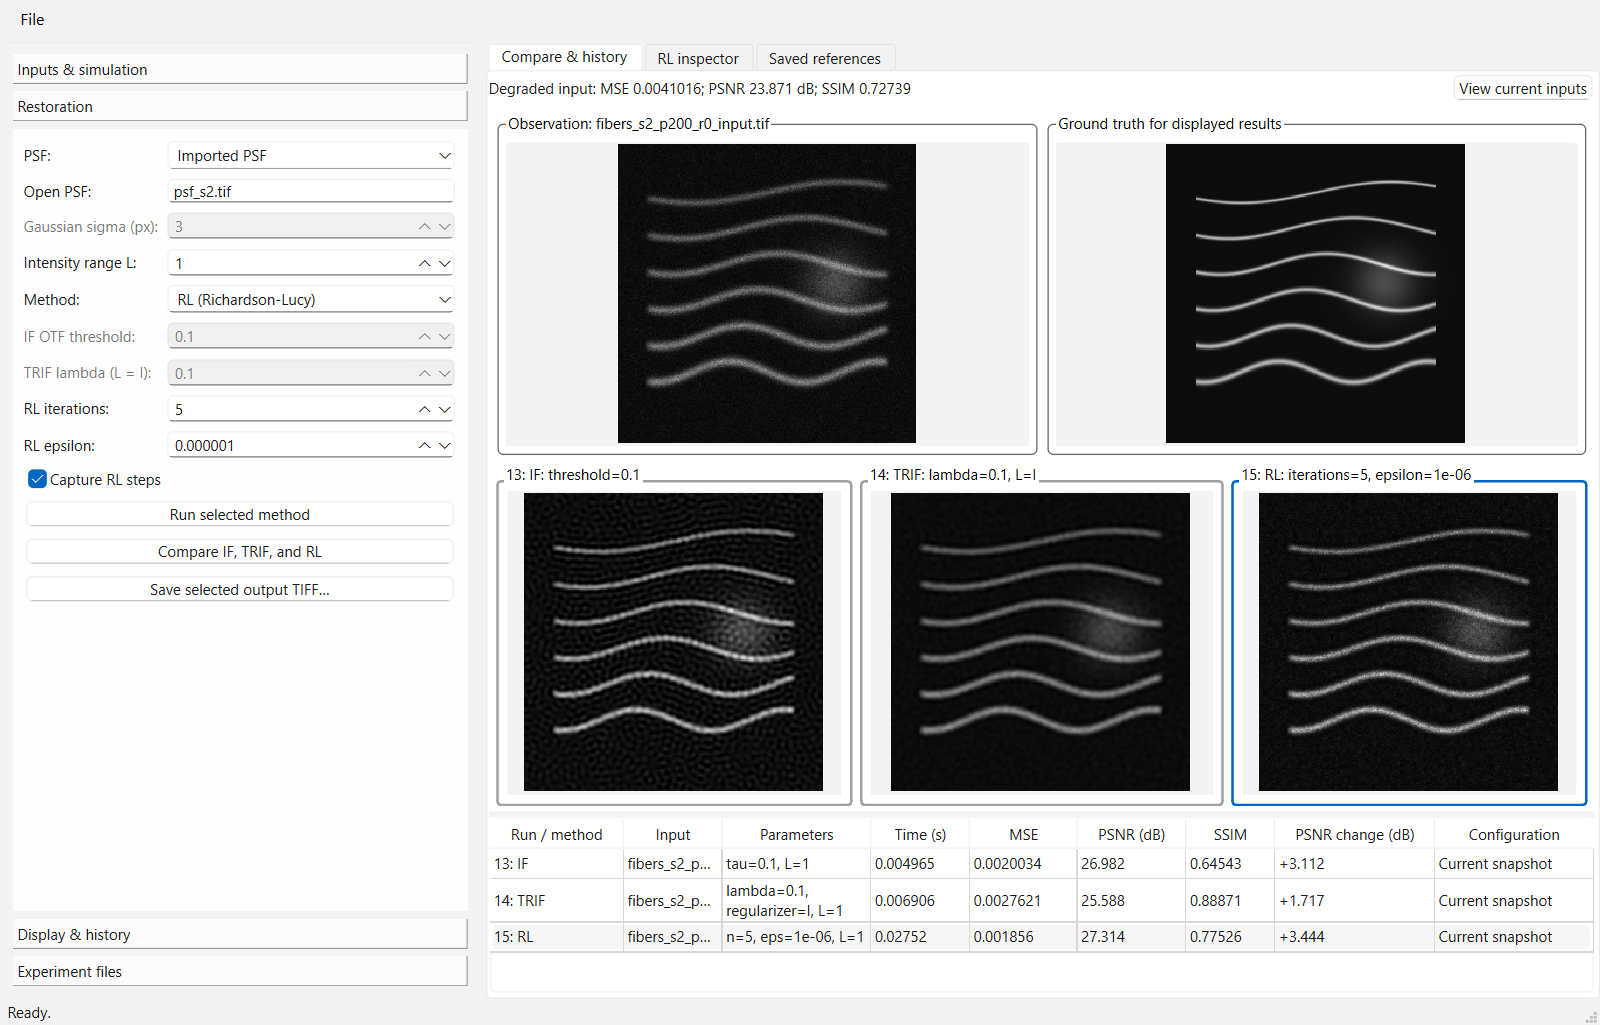 File
Inputs & simulation
Restoration
PSF: Imported PSF
Open PSF: psf_s2.tif
Gaussian sigma (px): 3
Intensity range L: 1
Method: RL (Richardson-Lucy)
IF OTF threshold: 0.1
TRIF lambda (L = I): 0.1
RL iterations: 5
RL epsilon: 0.000001
Capture RL steps
Run selected method
Compare IF, TRIF, and RL
Save selected output TIFF...
Display & history
Experiment files
Ready.
Compare & history RL inspector Saved references
Degraded input: MSE 0.0041016; PSNR 23.871 dB; SSIM 0.72739 View current inputs
Observation: fibers_s2_p200_r0_input.tif Ground truth for displayed results
13: IF: threshold=0.1 14: TRIF: lambda=0.1, L=I 15: RL: iterations=5, epsilon=1e-06
Run / method Input Parameters Time (s) MSE PSNR (dB) SSIM PSNR change (dB) Configuration
13: IF fibers_s2_p... tau=0.1, L=1 0.004965 0.0020034 26.982 0.64543 +3.112 Current snapshot
14: TRIF fibers_s2_p... lambda=0.1, regularizer=I, L=1 0.006906 0.0027621 25.588 0.88871 +1.717 Current snapshot
15: RL fibers_s2_p... n=5, eps=1e-06, L=1 0.02752 0.001856 27.314 0.77526 +3.444 Current snapshot